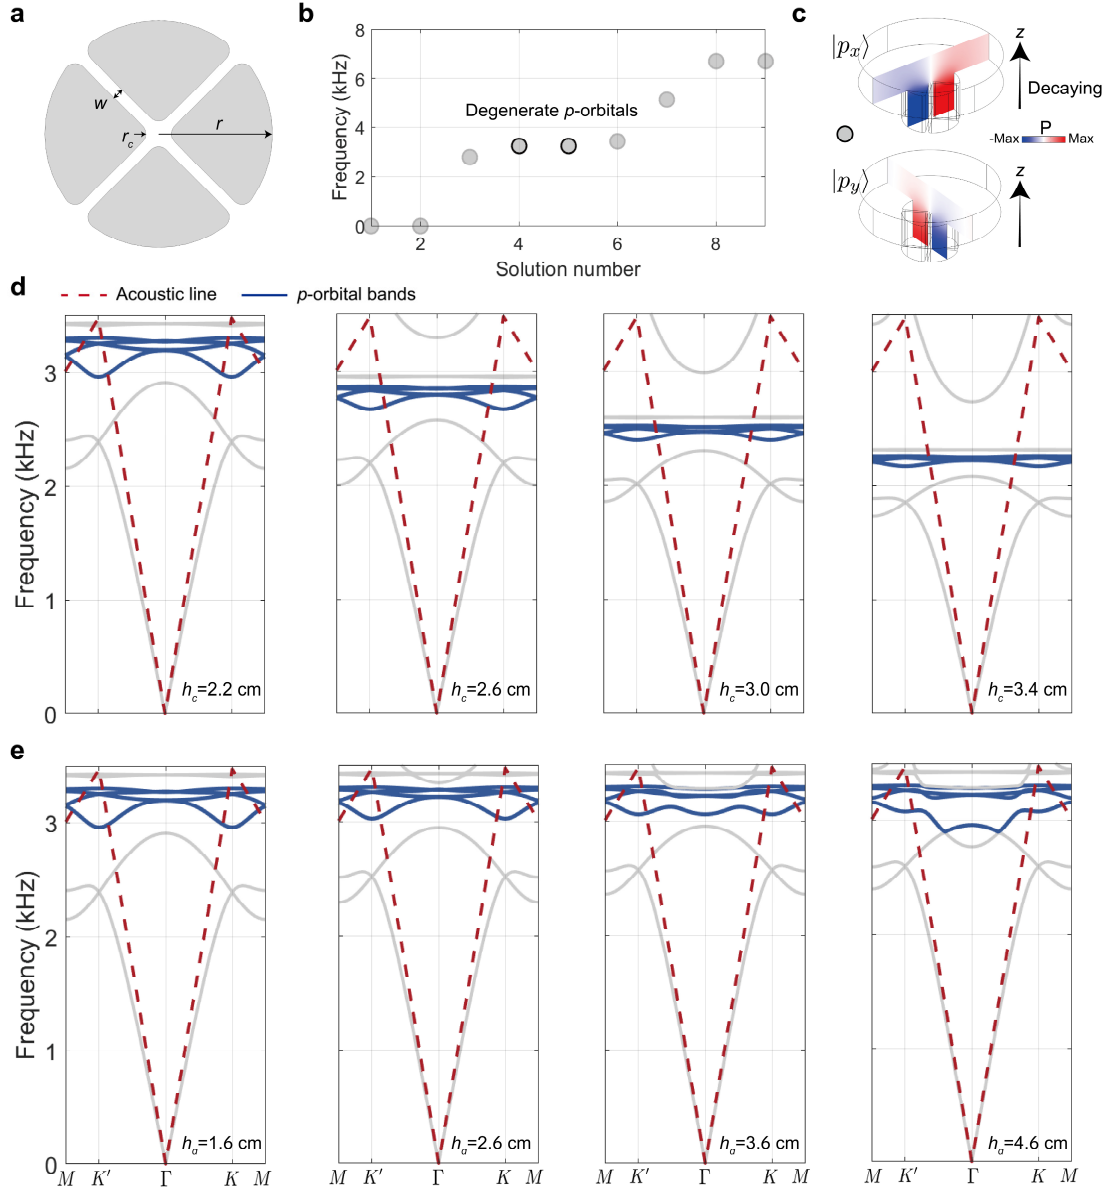 a
w
r_c
r
b
Frequency (kHz)
8
6
4
2
0
Degenerate p-orbitals
2 4 6 8
Solution number
c
|p_x⟩
z
Decaying
P
-Max Max
|p_y⟩
z
d
Acoustic line p-orbital bands
Frequency (kHz)
3
2
1
0
h_c=2.2 cm h_c=2.6 cm h_c=3.0 cm h_c=3.4 cm
e
Frequency (kHz)
3
2
1
0
h_a=1.6 cm h_a=2.6 cm h_a=3.6 cm h_a=4.6 cm
M K′ Γ K M M K′ Γ K M M K′ Γ K M M K′ Γ K M